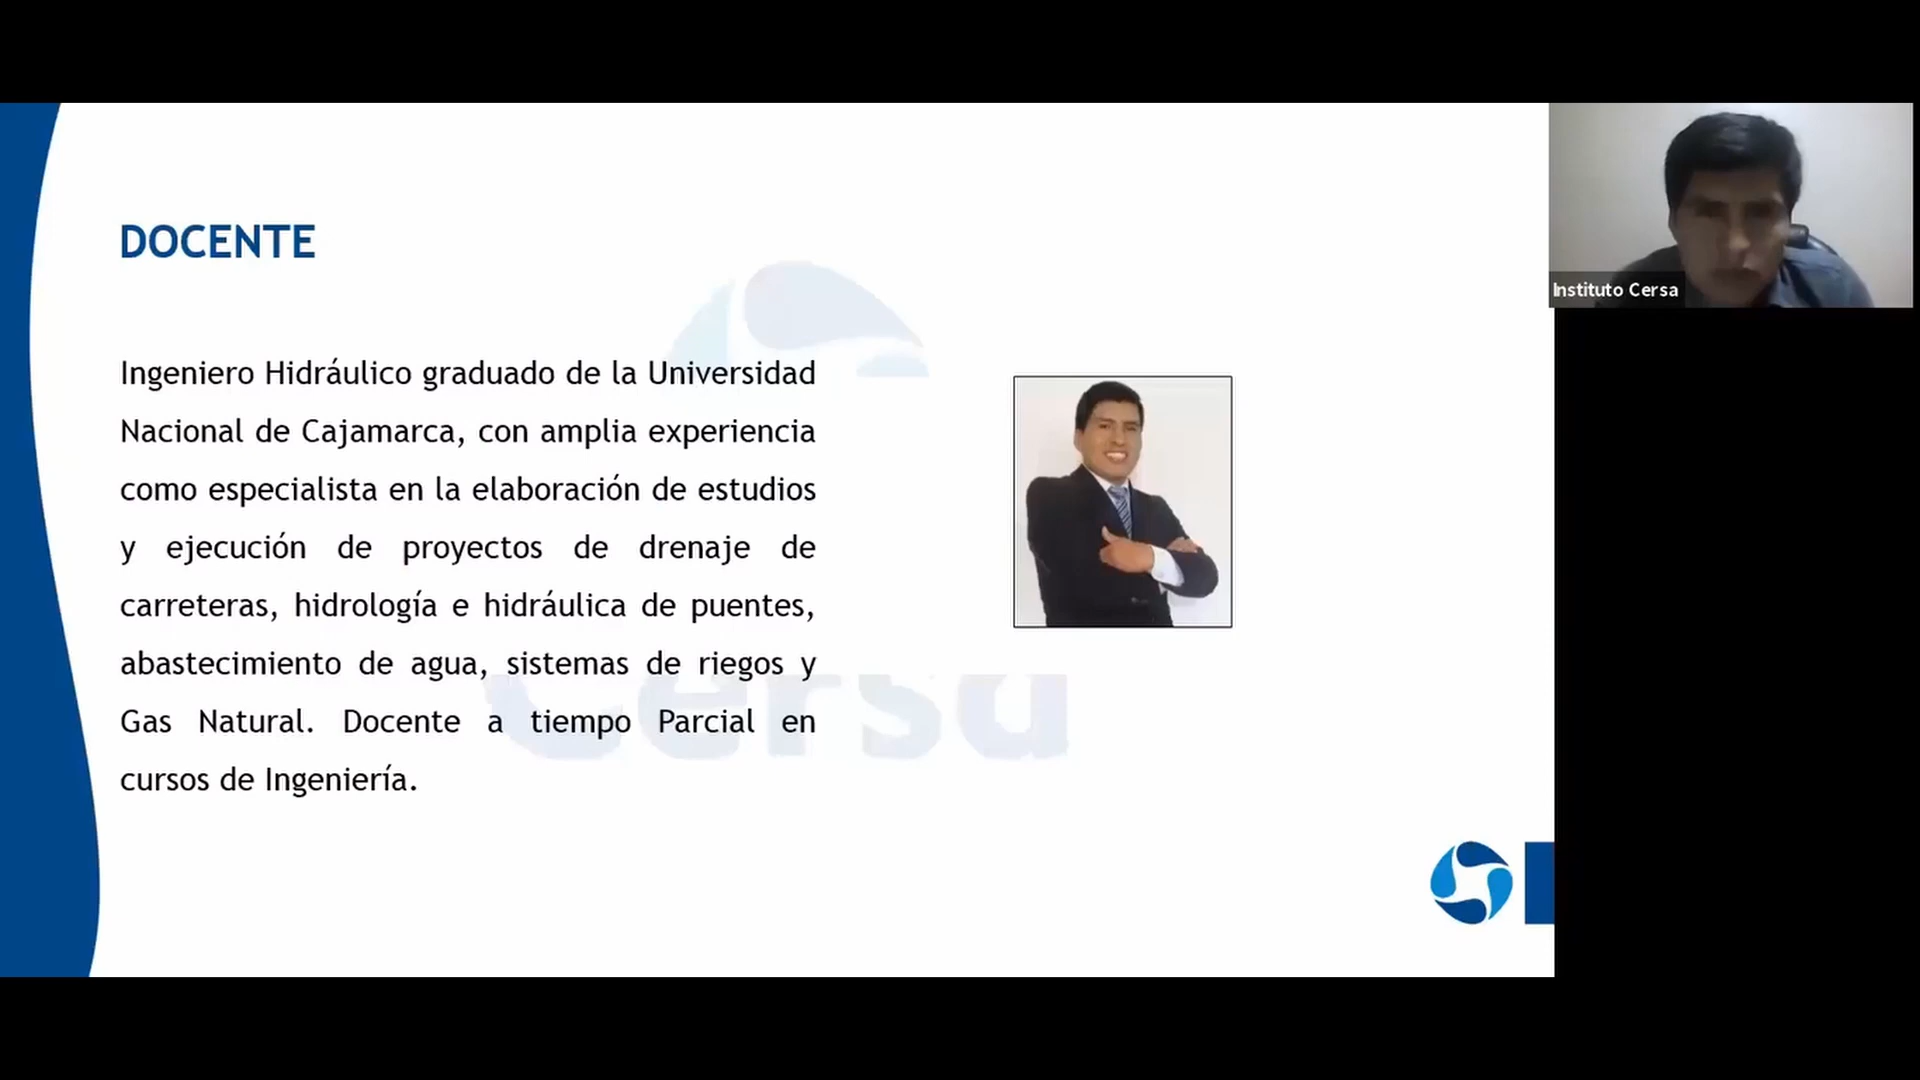 DOCENTE
Ingeniero Hidráulico graduado de la Universidad
Nacional de Cajamarca, con amplia experiencia
como especialista en la elaboración de estudios
y ejecución de proyectos de drenaje de
carreteras, hidrología e hidráulica de puentes,
abastecimiento de agua, sistemas de riegos y
Gas Natural. Docente a tiempo Parcial en
cursos de Ingeniería.
Cersa
Instituto Cersa